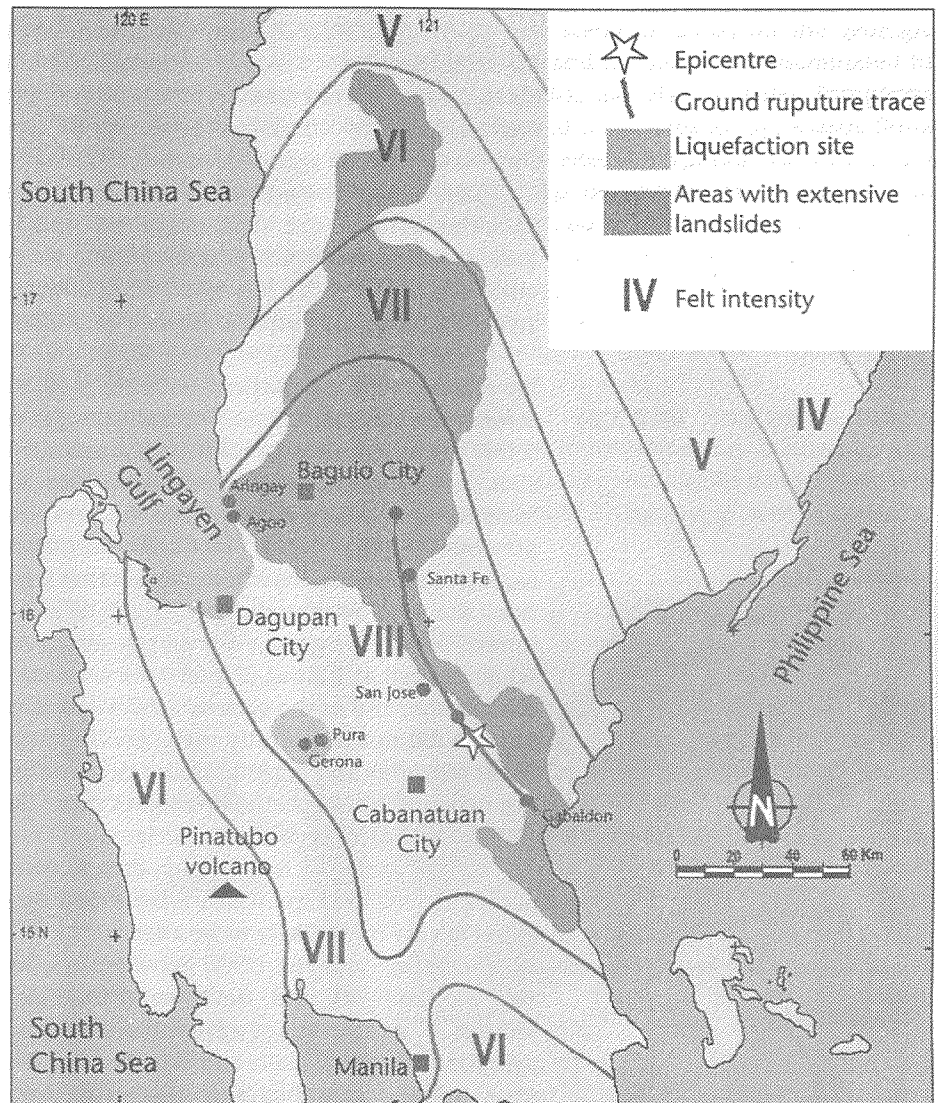 120 E
121
V
Epicentre
Ground ruputure trace
Liquefaction site
Areas with extensive
landslides
IV Felt intensity
VI
South China Sea
17
VII
IV
V
Lingayen
Gulf
Baguio City
Aringay
Agoo
Santa Fe
Philippine Sea
16
Dagupan
City
VIII
San Jose
Pura
Gerona
VI
Cabanatuan
City
Gabaldon
N
Pinatubo
volcano
0 20 40 60 Km
15 N
VII
South
China Sea
Manila
VI